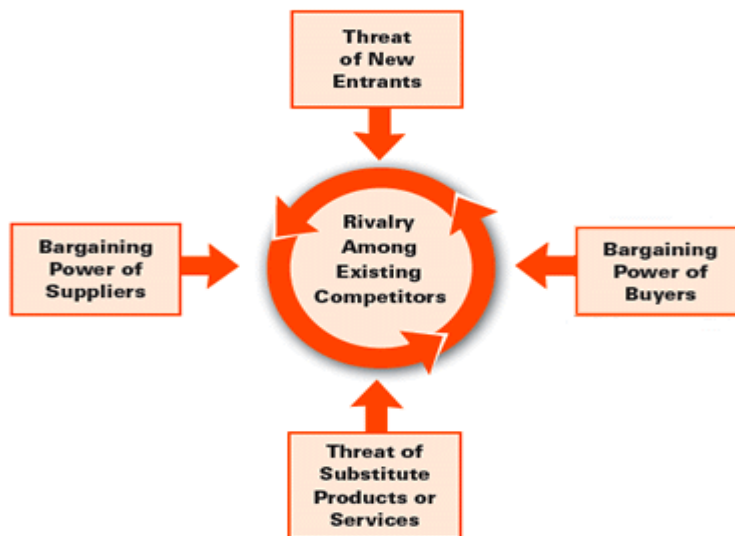 Threat
of New
Entrants
Bargaining
Power of
Suppliers
Rivalry
Among
Existing
Competitors
Bargaining
Power of
Buyers
Threat of
Substitute
Products or
Services